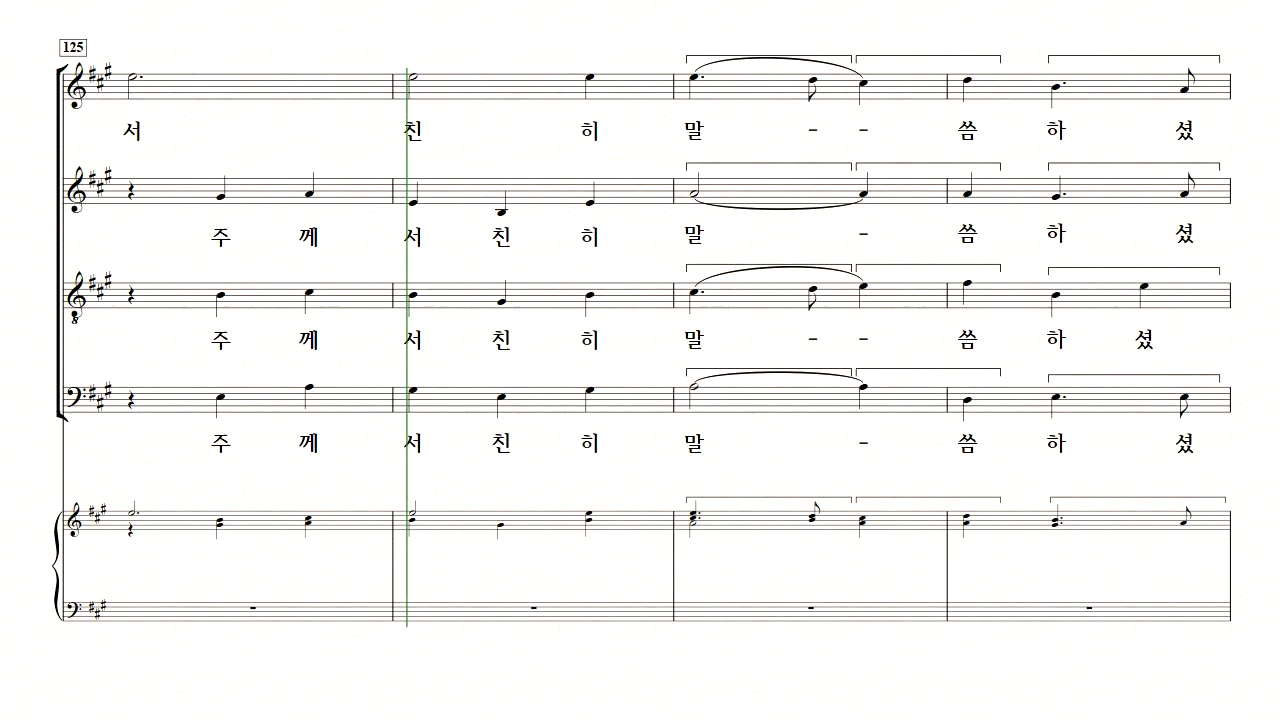 125
서 친 히 말 - - 씀 하 셨
주 께 서 친 히 말 - 씀 하 셨
주 께 서 친 히 말 - - 씀 하 셨
주 께 서 친 히 말 - 씀 하 셨